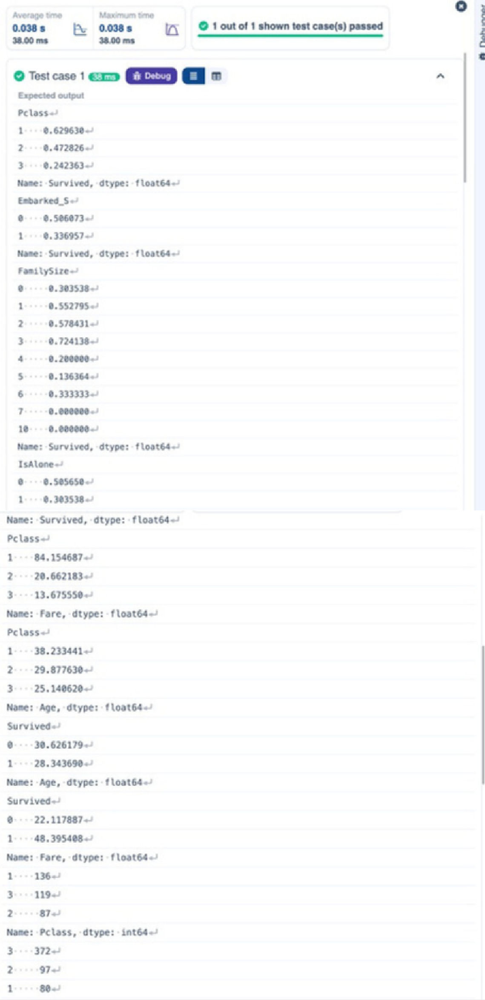 Average time
0.038 s
38.00 ms
Maximum time
0.038 s
38.00 ms
1 out of 1 shown test case(s) passed
Debugger
Test case 1 38 ms Debug
Expected output
Pclass↵
1····0.629630↵
2····0.472826↵
3····0.242363↵
Name:·Survived,·dtype:·float64↵
Embarked_S↵
0····0.506073↵
1····0.336957↵
Name:·Survived,·dtype:·float64↵
FamilySize↵
0·····0.303538↵
1·····0.552795↵
2·····0.578431↵
3·····0.724138↵
4·····0.200000↵
5·····0.136364↵
6·····0.333333↵
7·····0.000000↵
10····0.000000↵
Name:·Survived,·dtype:·float64↵
IsAlone↵
0····0.505650↵
1····0.303538↵
Name:·Survived,·dtype:·float64↵
Pclass↵
1····84.154687↵
2····20.662183↵
3····13.675550↵
Name:·Fare,·dtype:·float64↵
Pclass↵
1····38.233441↵
2····29.877630↵
3····25.140620↵
Name:·Age,·dtype:·float64↵
Survived↵
0····30.626179↵
1····28.343690↵
Name:·Age,·dtype:·float64↵
Survived↵
0····22.117887↵
1····48.395408↵
Name:·Fare,·dtype:·float64↵
1····136↵
3····119↵
2·····87↵
Name:·Pclass,·dtype:·int64↵
3····372↵
2·····97↵
1·····80↵